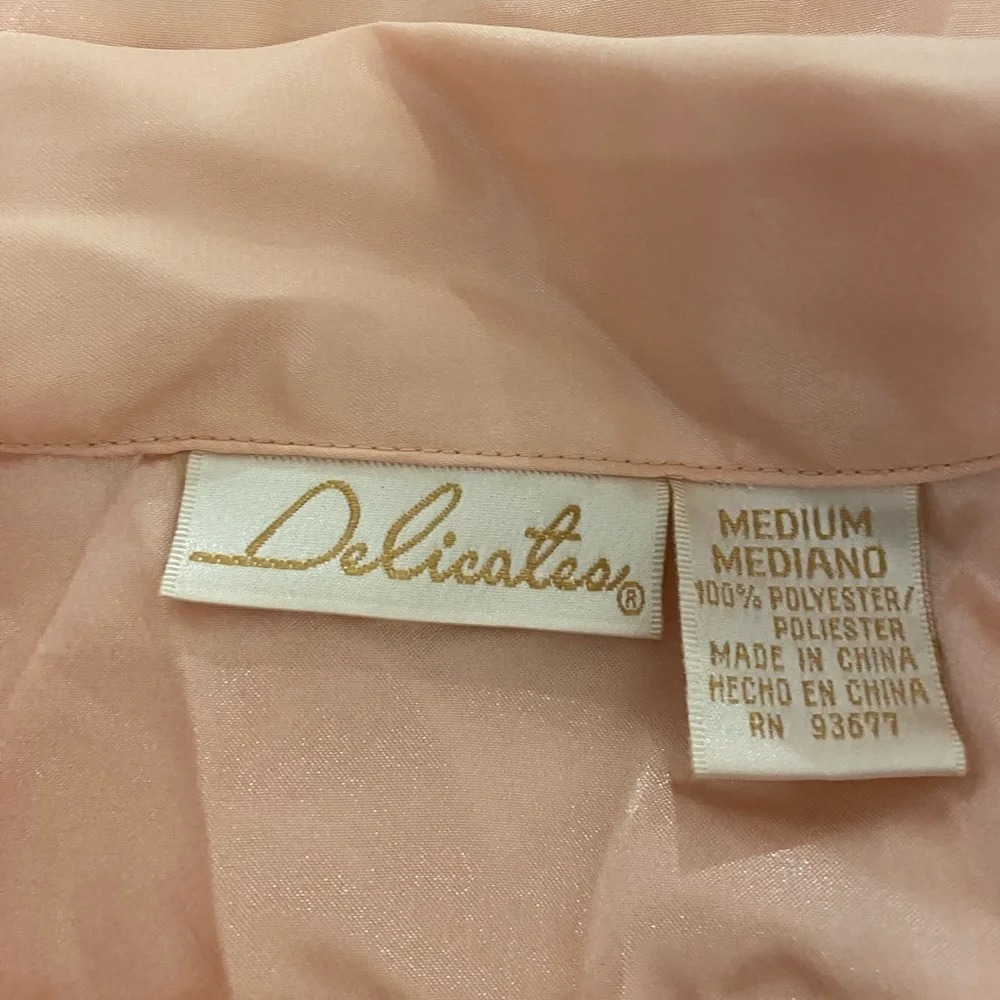 Delicates®
MEDIUM
MEDIANO
100% POLYESTER/
POLIESTER
MADE IN CHINA
HECHO EN CHINA
RN 93677